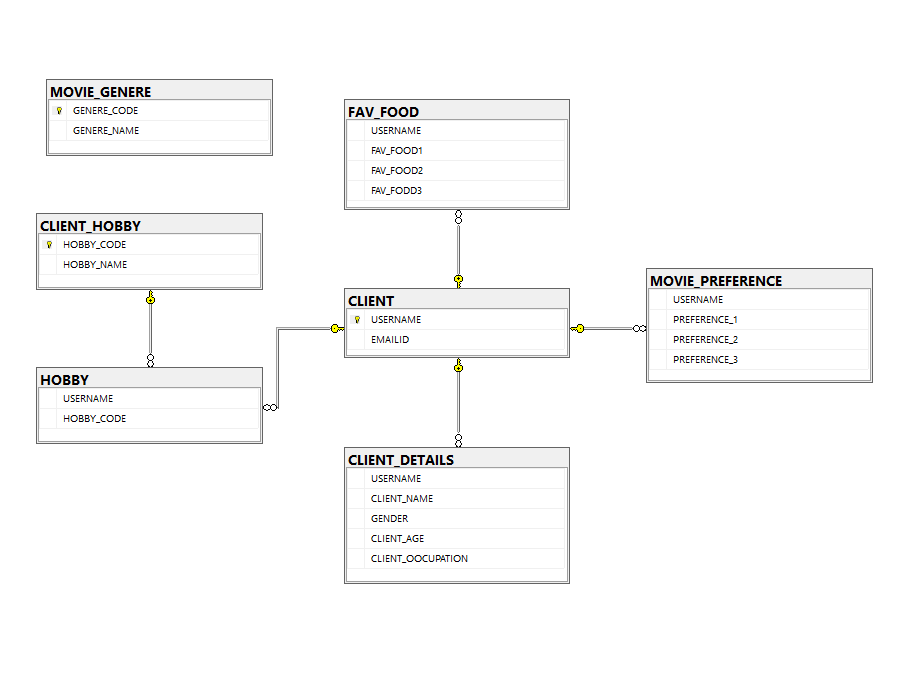 MOVIE_GENERE
GENERE_CODE
GENERE_NAME
FAV_FOOD
USERNAME
FAV_FOOD1
FAV_FOOD2
FAV_FODD3
CLIENT_HOBBY
HOBBY_CODE
HOBBY_NAME
CLIENT
USERNAME
EMAILID
MOVIE_PREFERENCE
USERNAME
PREFERENCE_1
PREFERENCE_2
PREFERENCE_3
HOBBY
USERNAME
HOBBY_CODE
CLIENT_DETAILS
USERNAME
CLIENT_NAME
GENDER
CLIENT_AGE
CLIENT_OOCUPATION